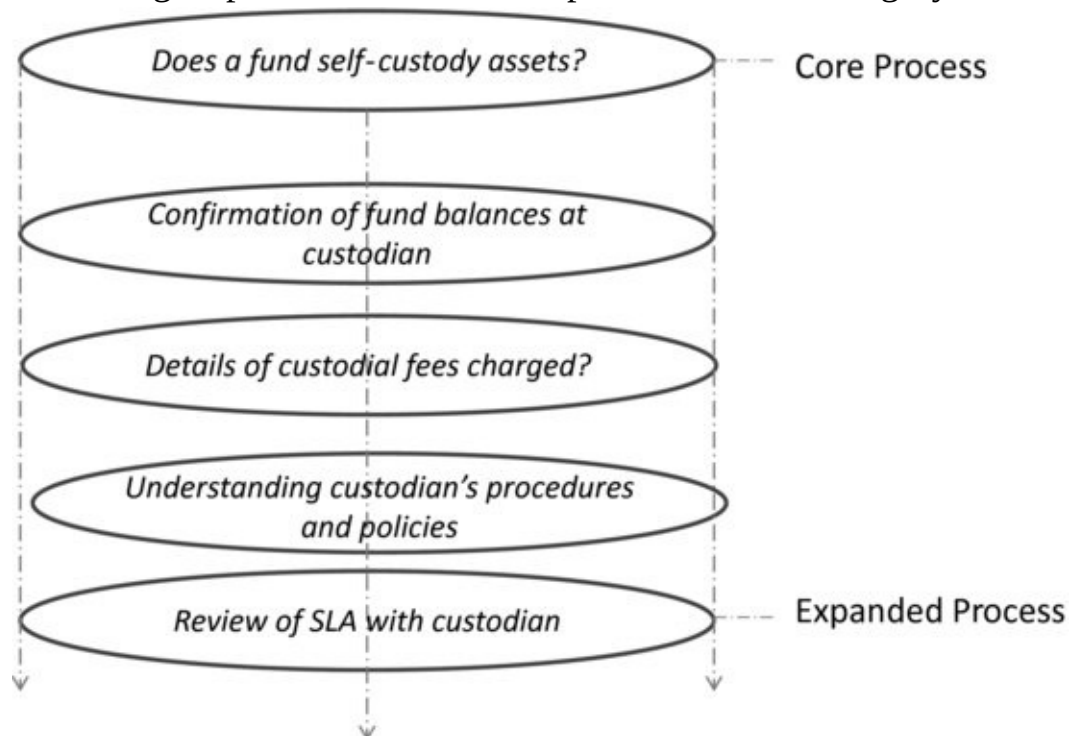 Does a fund self-custody assets?
Core Process
Confirmation of fund balances at
custodian
Details of custodial fees charged?
Understanding custodian's procedures
and policies
Review of SLA with custodian
Expanded Process